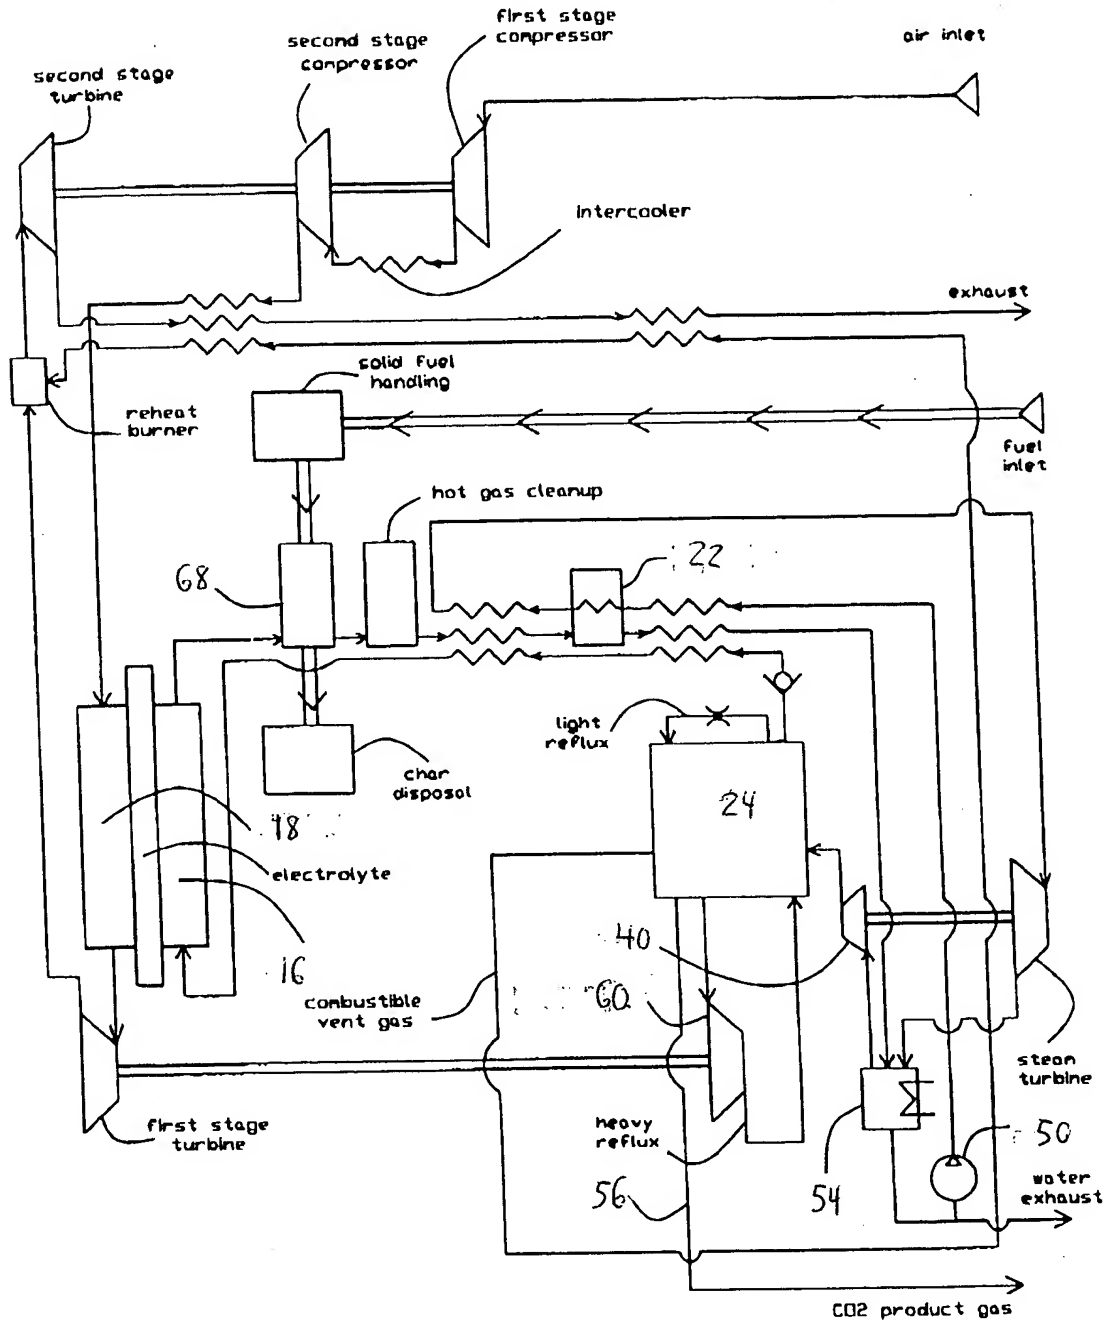 first stage
compressor
air inlet
second stage
compressor
second stage
turbine
intercooler
exhaust
solid fuel
handling
reheat
burner
fuel
inlet
hot gas cleanup
22
68
light
reflux
char
disposal
24
18
electrolyte
16
40
combustible
vent gas
60
steam
turbine
first stage
turbine
heavy
reflux
50
56
54
water
exhaust
CO2 product gas